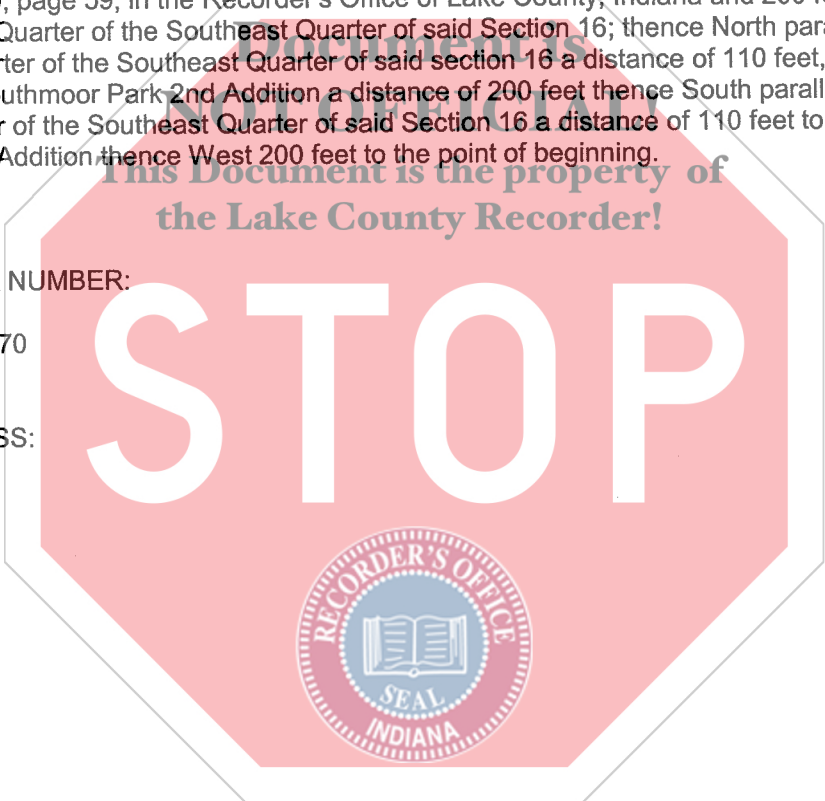 page 59, in the Recorder's Office of Lake County, Indiana and 200
Quarter of the Southeast Quarter of said Section 16; thence North
of the Southeast Quarter of said section 16 a distance of 110 feet,
Park 2nd Addition a distance of 200 feet thence South
of the Southeast Quarter of said Section 16 a distance of 110 feet to
Addition thence West 200 feet to the point of beginning.
Document is
NOT OFFICIAL!
This Document is the property of
the Lake County Recorder!
NUMBER:
70
SS:
STOP
RECORDER'S OFFICE
SEAL
INDIANA